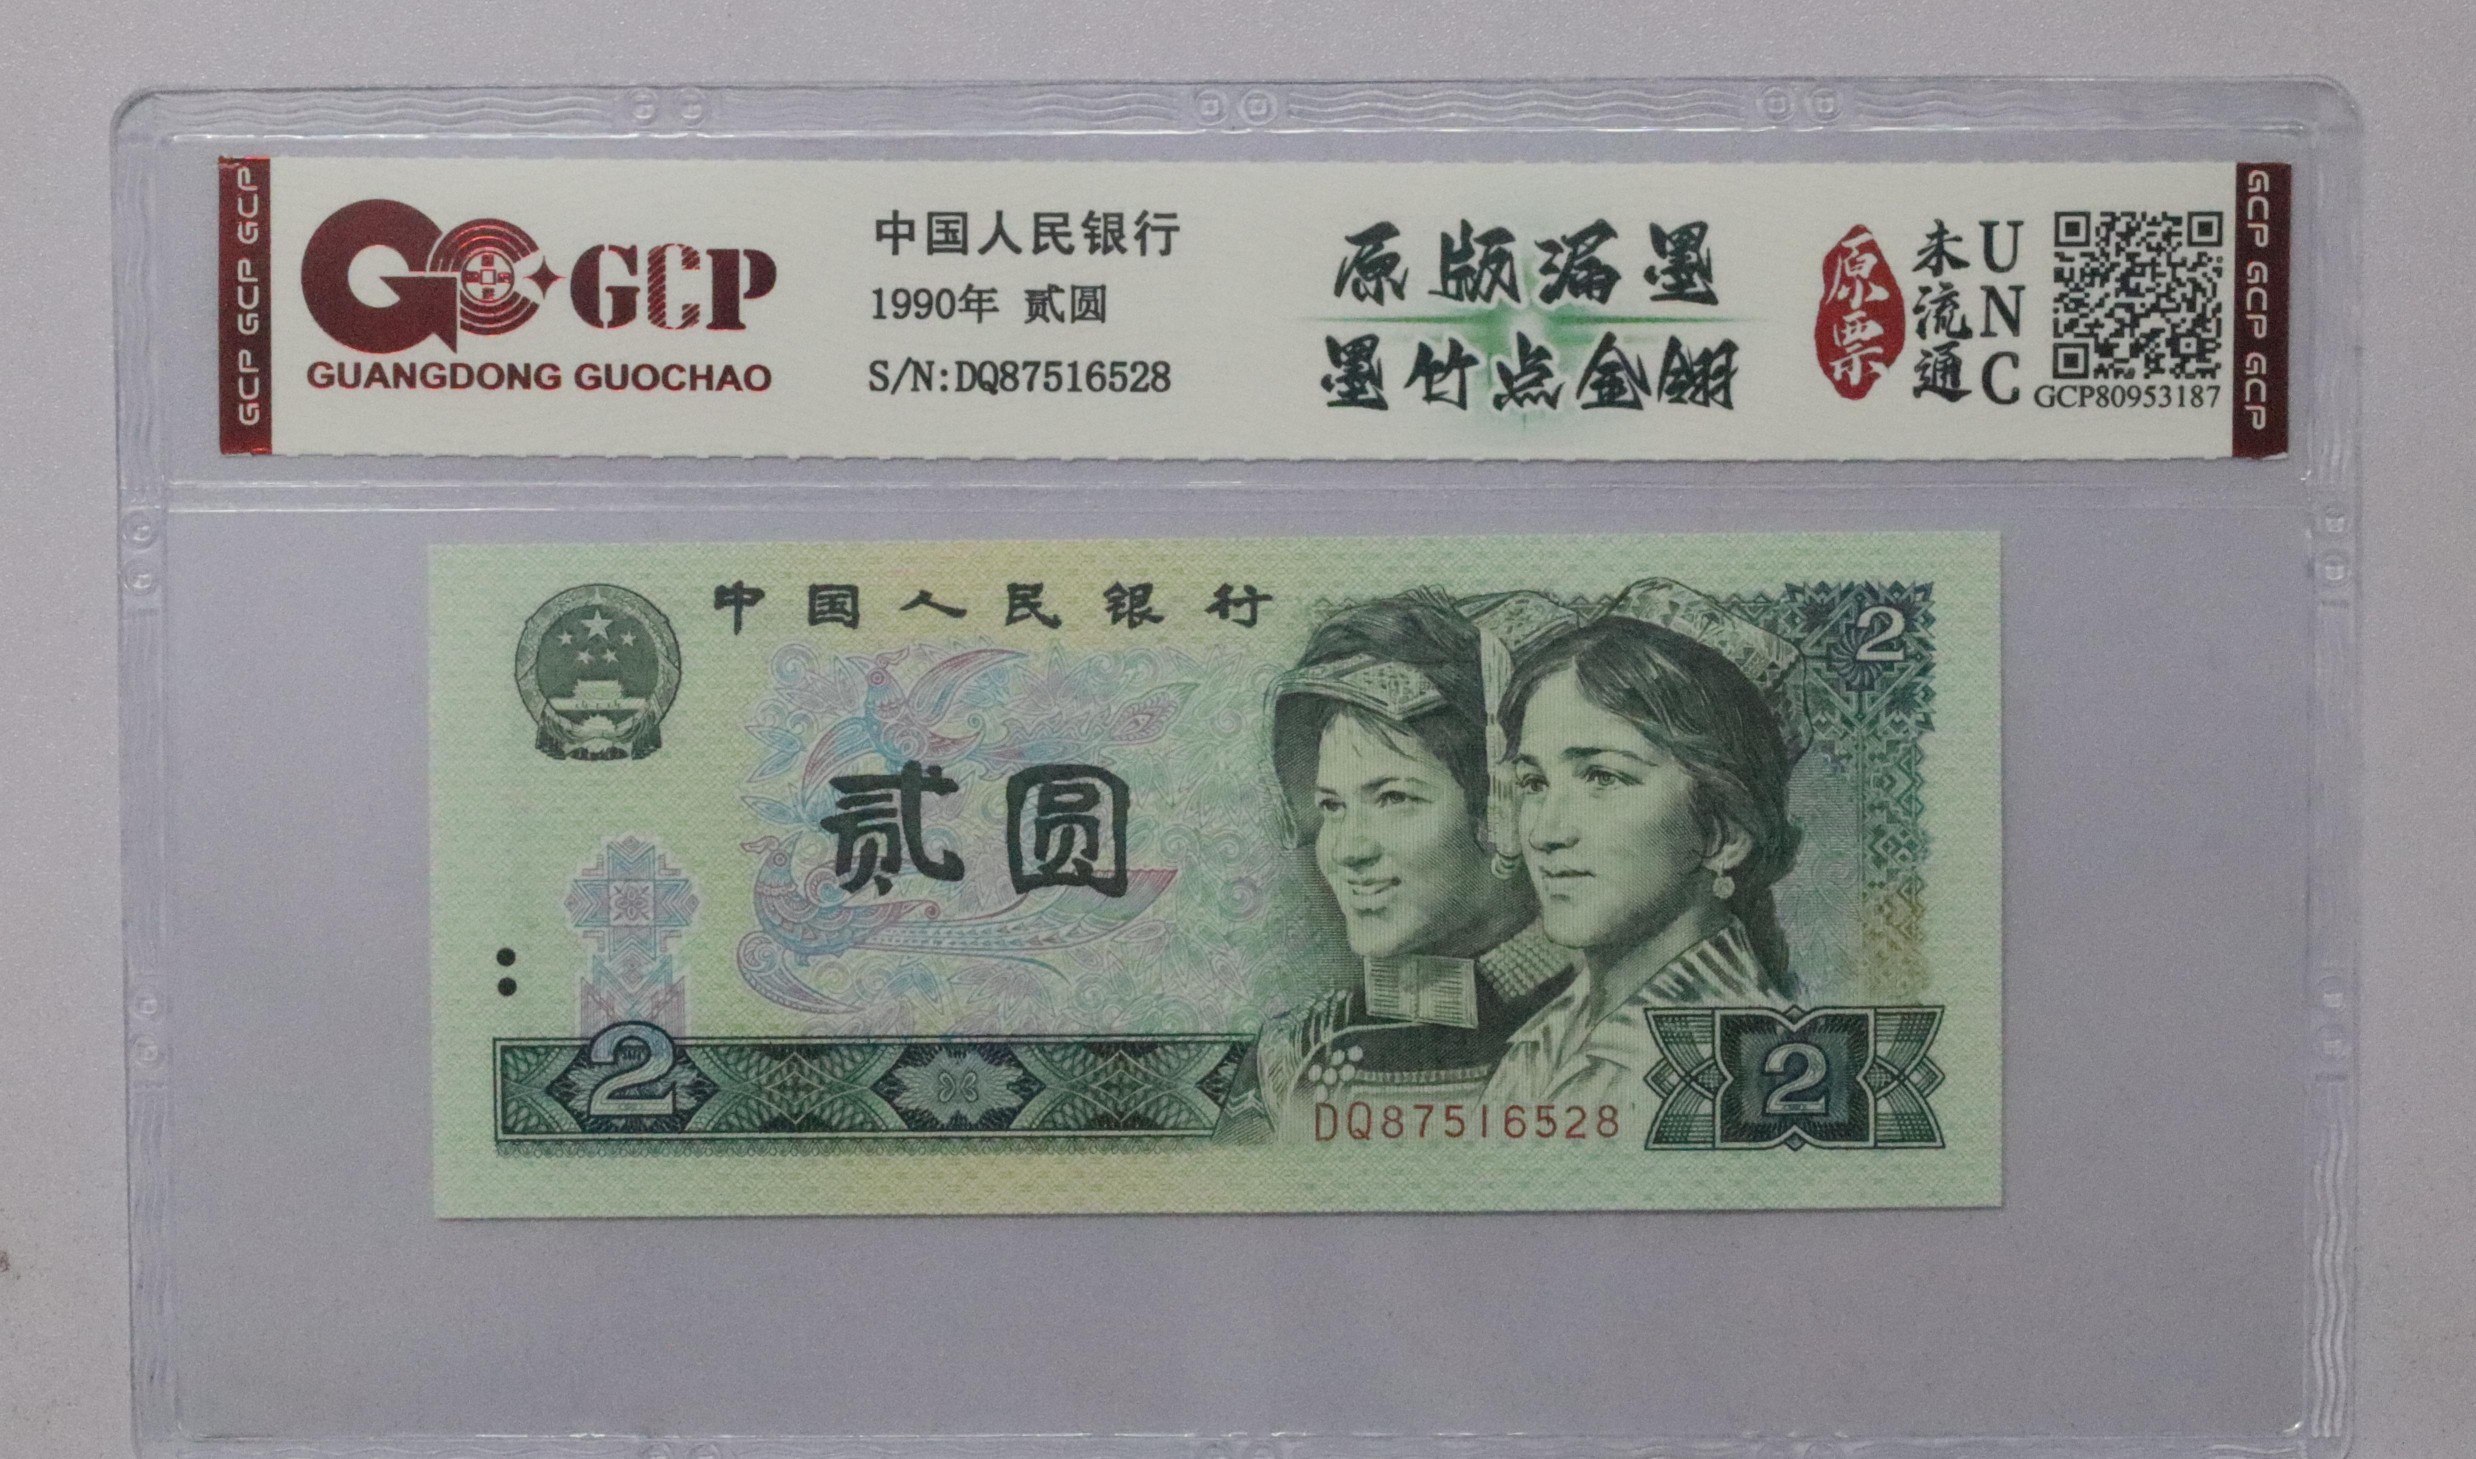 GCP GCP GCP
GCP
GUANGDONG GUOCHAO
中国人民银行
1990年 贰圆
S/N:DQ87516528
原版漏墨
墨竹点金翎
原票
未流通
UNC
GCP80953187
GCP GCP GCP
中国人民银行
2
贰圆
2
DQ87516528
2